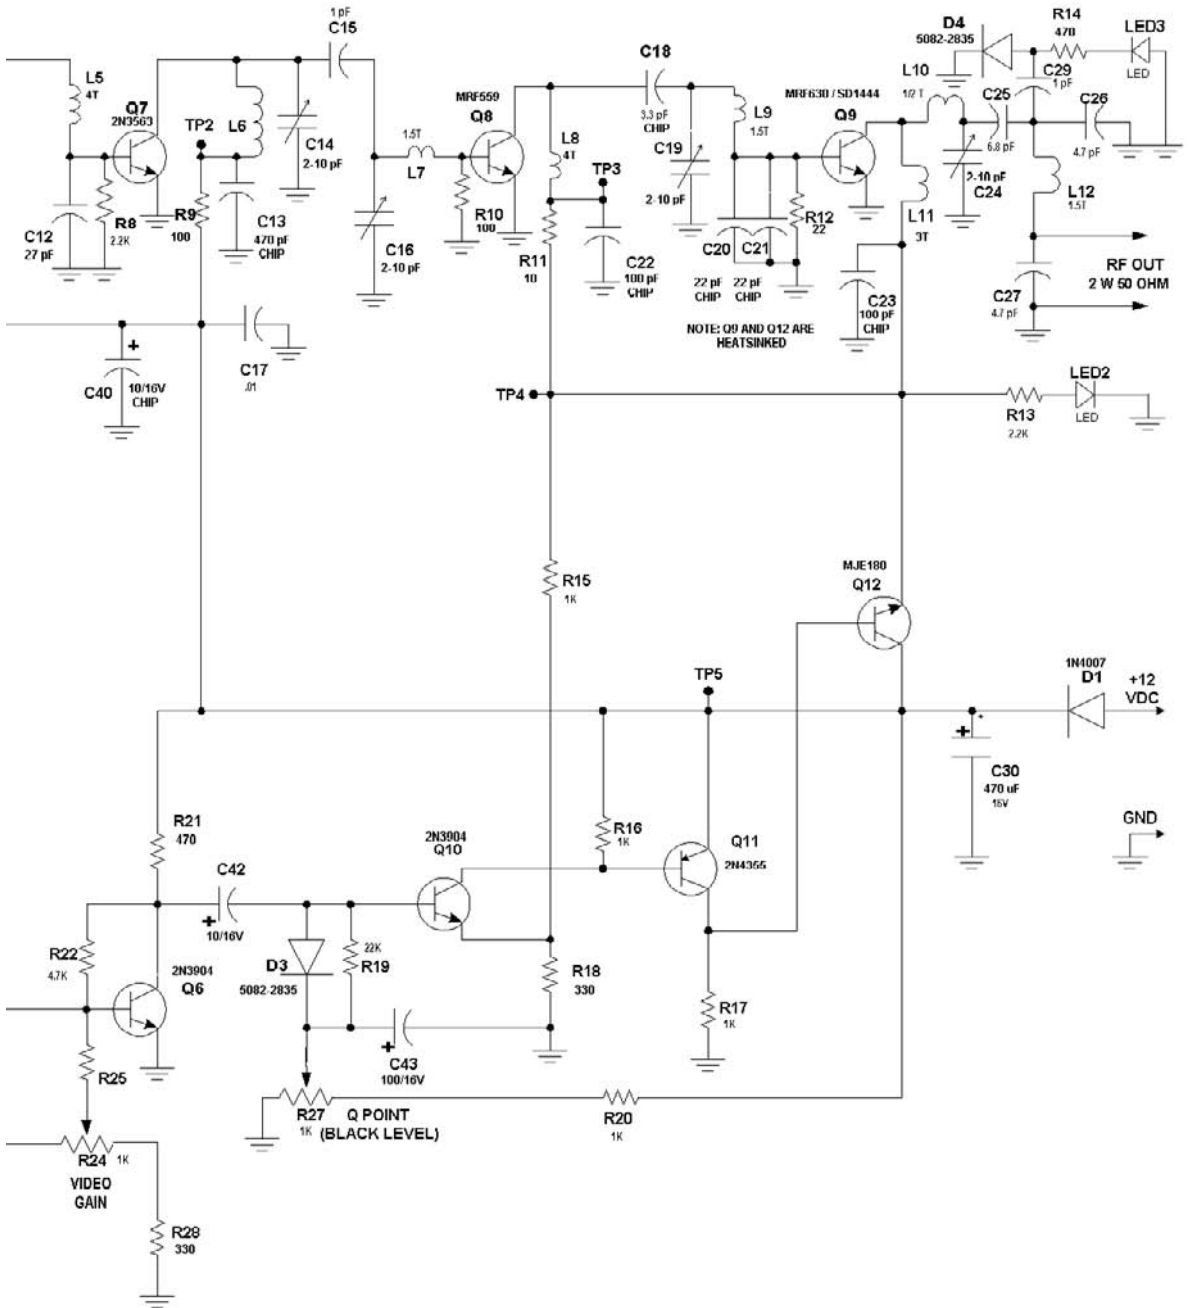 1 pF
C15
L5
4T
Q7
2N3563
TP2
L6
C14
2-10 pF
C12
27 pF
R8
2.2K
R9
100
C13
470 pF
CHIP
C16
2-10 pF
1.5T
L7
MRF559
Q8
R10
100
L8
4T
TP3
R11
10
C22
100 pF
CHIP
C18
3.3 pF
CHIP
C19
2-10 pF
L9
1.5T
C20
22 pF
CHIP
C21
22 pF
CHIP
R12
22
MRF630 / SD1444
Q9
NOTE: Q9 AND Q12 ARE
HEATSINKED
L10
1/2 T
D4
5082-2835
R14
470
LED3
LED
C29
1 pF
C25
6.8 pF
C26
4.7 pF
2-10 pF
C24
L11
3T
L12
1.5T
C23
100 pF
CHIP
C27
4.7 pF
RF OUT
2 W 50 OHM
C40
10/16V
CHIP
+
C17
.01
TP4
R13
2.2K
LED2
LED
R15
1K
MJE180
Q12
TP5
1N4007
D1
+12
VDC
+
C30
470 uF
16V
GND
R21
470
R16
1K
Q11
2N4355
2N3904
Q10
C42
+
10/16V
R22
4.7K
2N3904
Q6
D3
5082-2835
22K
R19
R18
330
R17
1K
+
C43
100/16V
R25
R27
1K
Q POINT
(BLACK LEVEL)
R20
1K
R24
1K
VIDEO
GAIN
R28
330